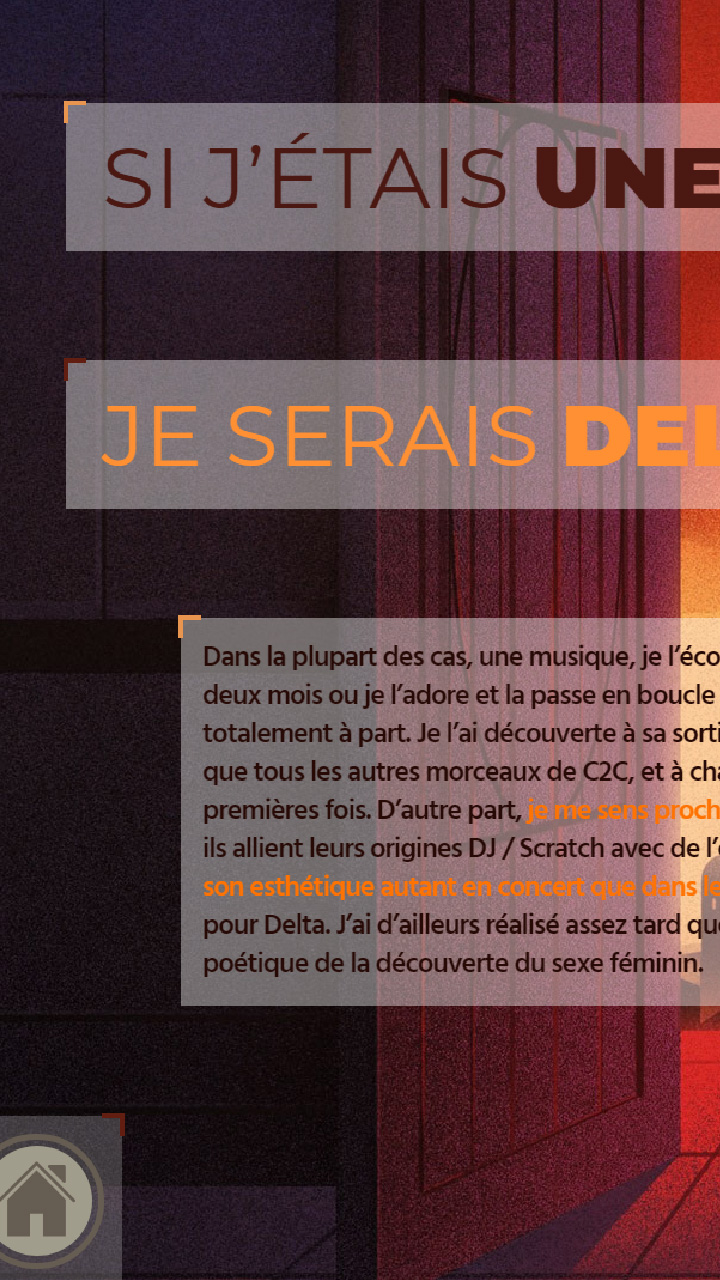 SI J’ÉTAIS UNE
JE SERAIS DEL
Dans la plupart des cas, une musique, je l’éco
deux mois ou je l’adore et la passe en boucle
totalement à part. Je l’ai découverte à sa sorti
que tous les autres morceaux de C2C, et à cha
premières fois. D’autre part, je me sens proch
ils allient leurs origines DJ / Scratch avec de l’
son esthétique autant en concert que dans le
pour Delta. J’ai d’ailleurs réalisé assez tard que
poétique de la découverte du sexe féminin.